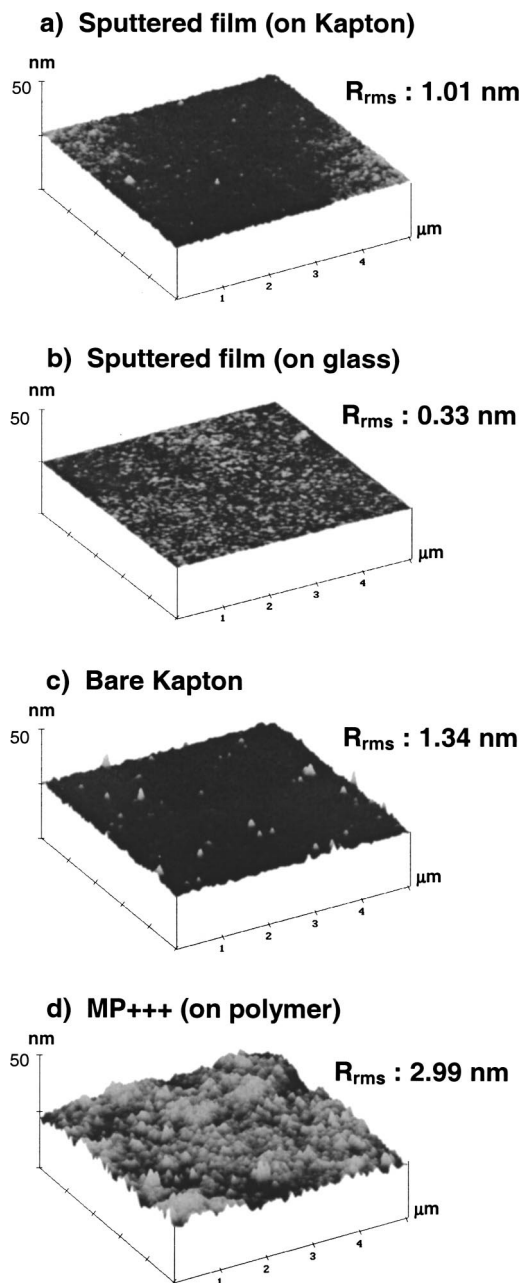 a) Sputtered film (on Kapton)
nm
50
Rrms : 1.01 nm
µm
1 2 3 4
b) Sputtered film (on glass)
nm
50
Rrms : 0.33 nm
µm
1 2 3 4
c) Bare Kapton
nm
50
Rrms : 1.34 nm
µm
1 2 3 4
d) MP+++ (on polymer)
nm
50
Rrms : 2.99 nm
µm
1 2 3 4